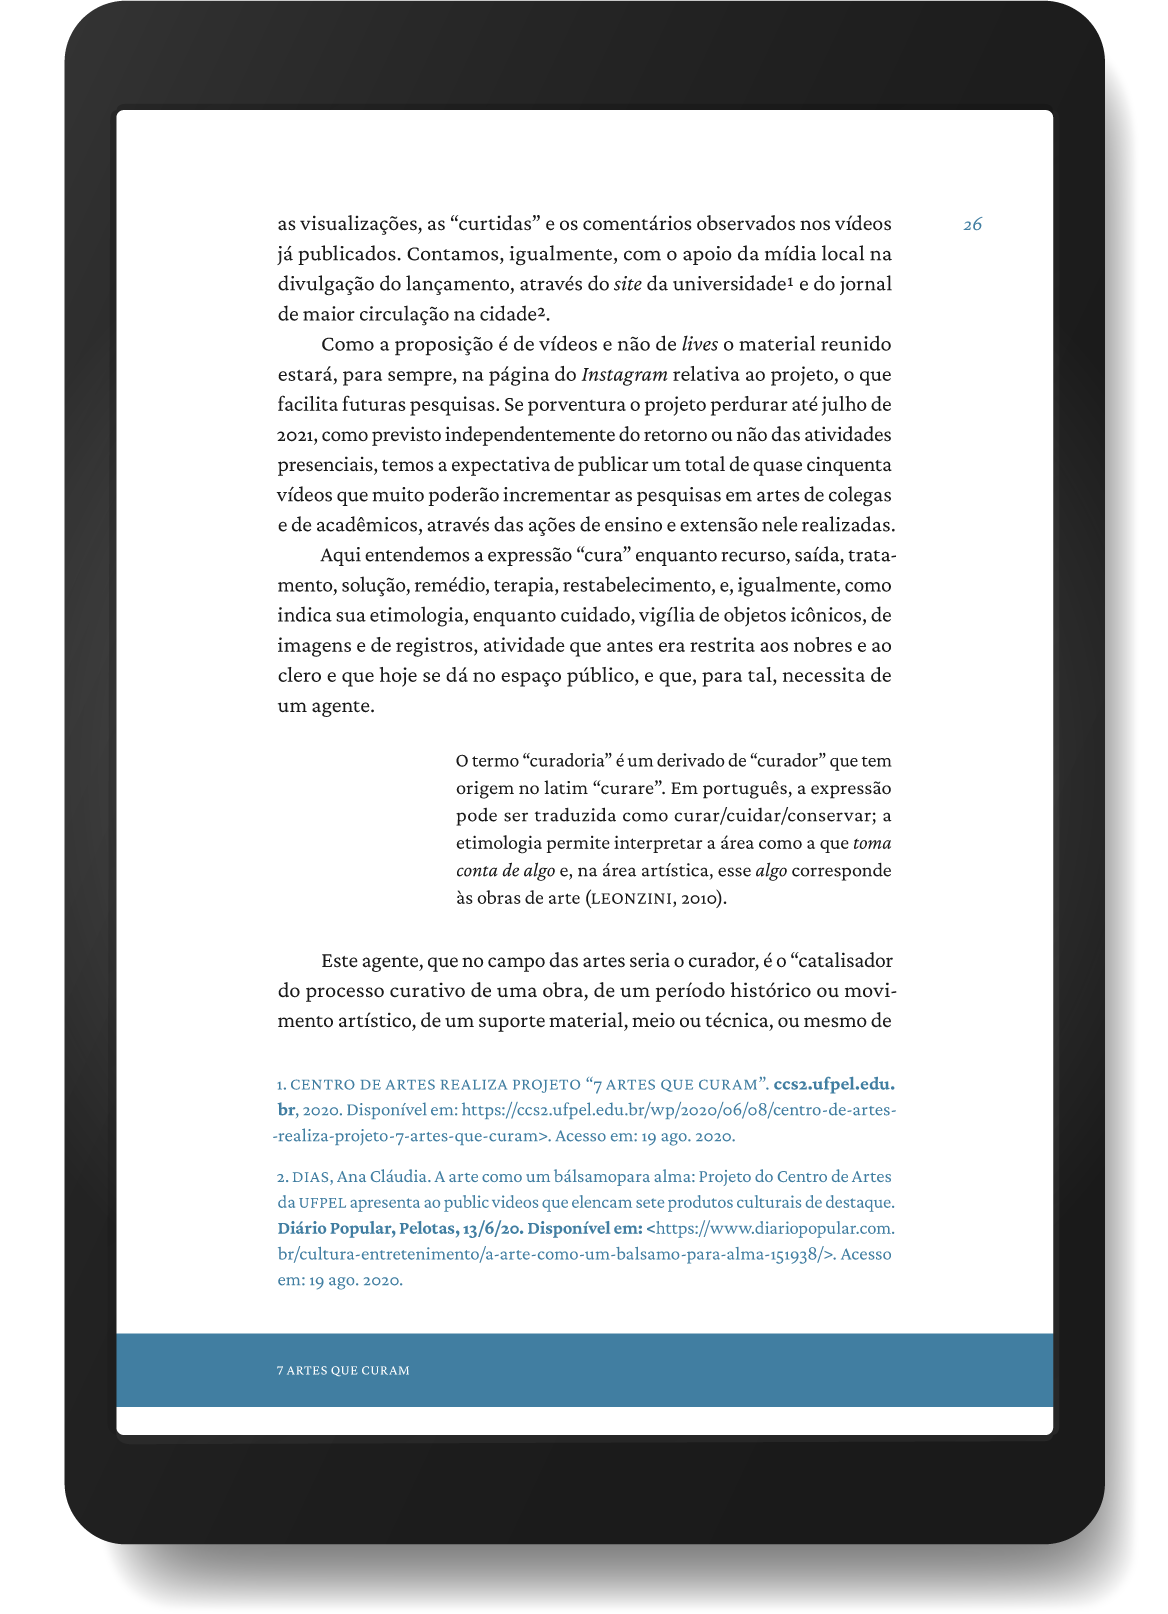 26
as visualizações, as “curtidas” e os comentários observados nos vídeos
já publicados. Contamos, igualmente, com o apoio da mídia local na
divulgação do lançamento, através do site da universidade¹ e do jornal
de maior circulação na cidade².
Como a proposição é de vídeos e não de lives o material reunido
estará, para sempre, na página do Instagram relativa ao projeto, o que
facilita futuras pesquisas. Se porventura o projeto perdurar até julho de
2021, como previsto independentemente do retorno ou não das atividades
presenciais, temos a expectativa de publicar um total de quase cinquenta
vídeos que muito poderão incrementar as pesquisas em artes de colegas
e de acadêmicos, através das ações de ensino e extensão nele realizadas.
Aqui entendemos a expressão “cura” enquanto recurso, saída, trata-
mento, solução, remédio, terapia, restabelecimento, e, igualmente, como
indica sua etimologia, enquanto cuidado, vigília de objetos icônicos, de
imagens e de registros, atividade que antes era restrita aos nobres e ao
clero e que hoje se dá no espaço público, e que, para tal, necessita de
um agente.
O termo “curadoria” é um derivado de “curador” que tem
origem no latim “curare”. Em português, a expressão
pode ser traduzida como curar/cuidar/conservar; a
etimologia permite interpretar a área como a que toma
conta de algo e, na área artística, esse algo corresponde
às obras de arte (LEONZINI, 2010).
Este agente, que no campo das artes seria o curador, é o “catalisador
do processo curativo de uma obra, de um período histórico ou movi-
mento artístico, de um suporte material, meio ou técnica, ou mesmo de
1. CENTRO DE ARTES REALIZA PROJETO “7 ARTES QUE CURAM”. ccs2.ufpel.edu.
br, 2020. Disponível em: https://ccs2.ufpel.edu.br/wp/2020/06/08/centro-de-artes-
-realiza-projeto-7-artes-que-curam>. Acesso em: 19 ago. 2020.
2. DIAS, Ana Cláudia. A arte como um bálsamopara alma: Projeto do Centro de Artes
da UFPEL apresenta ao public videos que elencam sete produtos culturais de destaque.
Diário Popular, Pelotas, 13/6/20. Disponível em: <https://www.diariopopular.com.
br/cultura-entretenimento/a-arte-como-um-balsamo-para-alma-151938/>. Acesso
em: 19 ago. 2020.
7 ARTES QUE CURAM